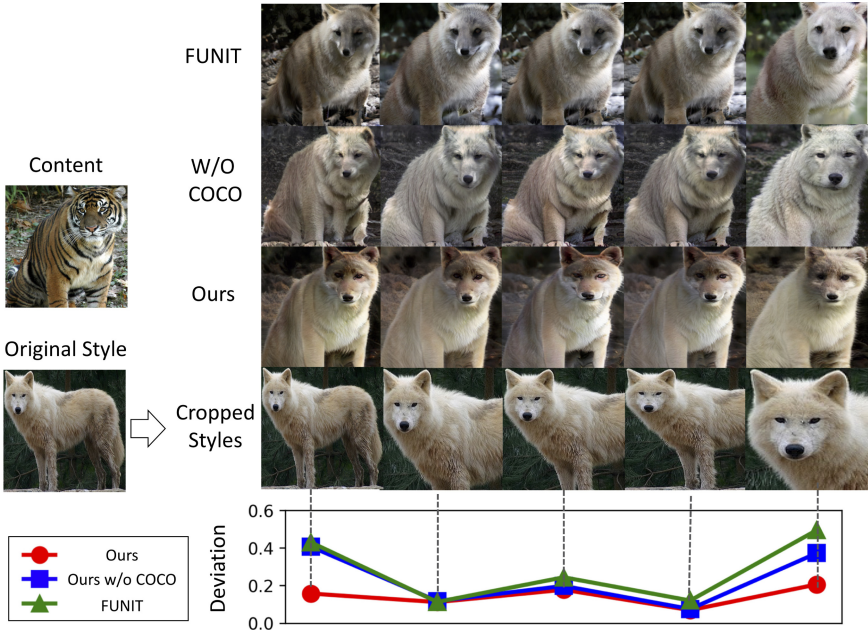 FUNIT
W/O
COCO
Content
Ours
Original Style
Cropped
Styles
0.6
0.4
0.2
0.0
Deviation
Ours
Ours w/o COCO
FUNIT